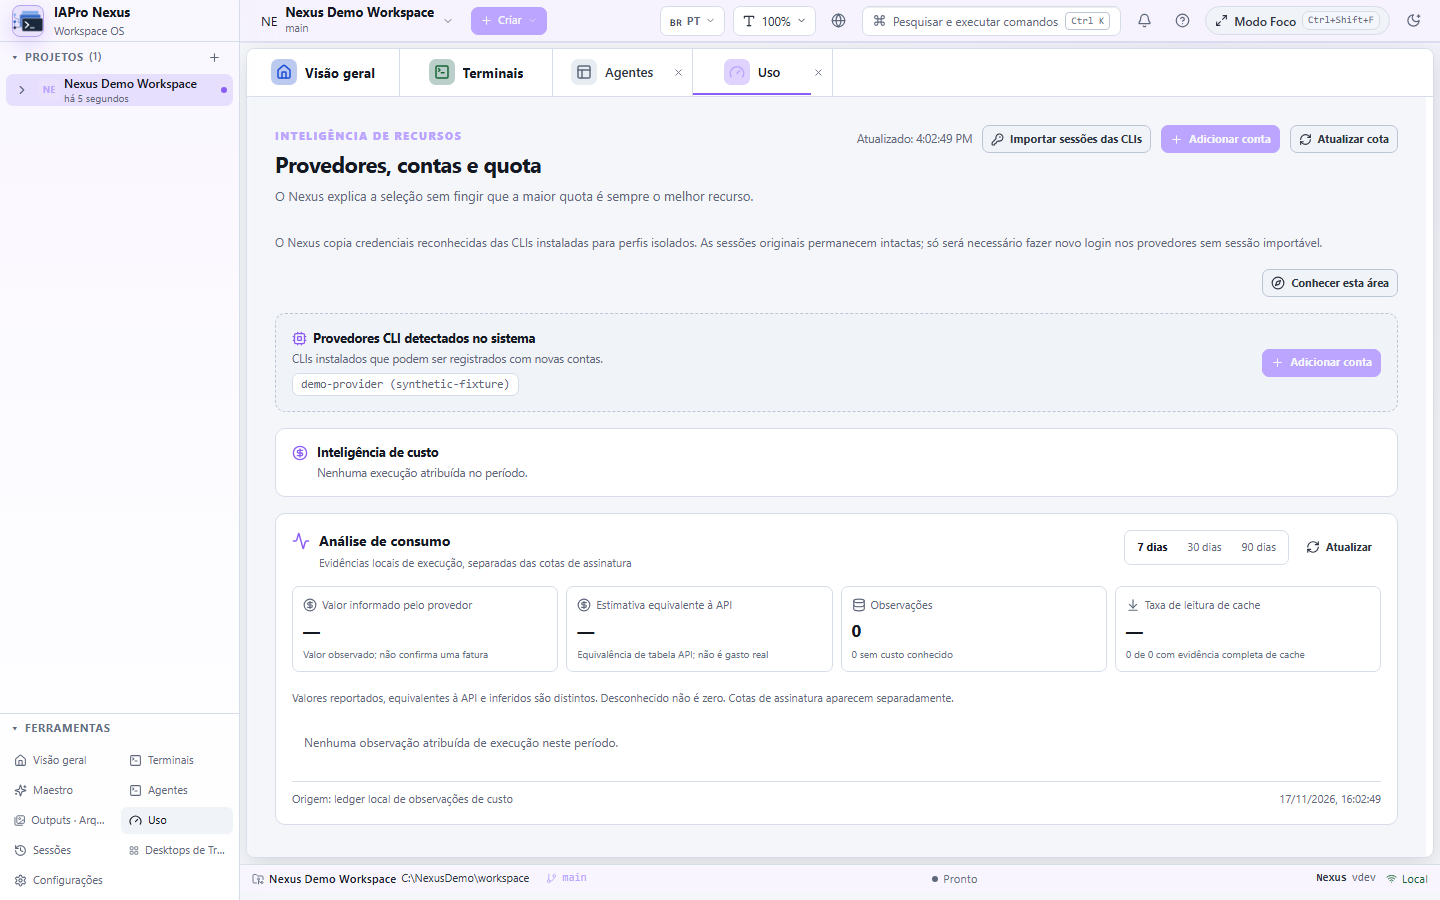 IAPro Nexus
Workspace OS
PROJETOS (1)
NE
Nexus Demo Workspace
há 5 segundos
NE
Nexus Demo Workspace
main
Criar
BR PT
100%
Pesquisar e executar comandos
Ctrl K
Modo Foco
Ctrl+Shift+F
Visão geral
Terminais
Agentes
Uso
INTELIGÊNCIA DE RECURSOS
Provedores, contas e quota
O Nexus explica a seleção sem fingir que a maior quota é sempre o melhor recurso.
Atualizado: 4:02:49 PM
Importar sessões das CLIs
Adicionar conta
Atualizar cota
O Nexus copia credenciais reconhecidas das CLIs instaladas para perfis isolados. As sessões originais permanecem intactas; só será necessário fazer novo login nos provedores sem sessão importável.
Conhecer esta área
Provedores CLI detectados no sistema
CLIs instalados que podem ser registrados com novas contas.
demo-provider (synthetic-fixture)
Adicionar conta
Inteligência de custo
Nenhuma execução atribuída no período.
Análise de consumo
Evidências locais de execução, separadas das cotas de assinatura
7 dias
30 dias
90 dias
Atualizar
Valor informado pelo provedor
—
Valor observado; não confirma uma fatura
Estimativa equivalente à API
—
Equivalência de tabela API; não é gasto real
Observações
0
0 sem custo conhecido
Taxa de leitura de cache
—
0 de 0 com evidência completa de cache
Valores reportados, equivalentes à API e inferidos são distintos. Desconhecido não é zero. Cotas de assinatura aparecem separadamente.
Nenhuma observação atribuída de execução neste período.
Origem: ledger local de observações de custo
17/11/2026, 16:02:49
FERRAMENTAS
Visão geral
Terminais
Maestro
Agentes
Outputs · Arq...
Uso
Sessões
Desktops de Tr...
Configurações
Nexus Demo Workspace
C:\NexusDemo\workspace
main
Pronto
Nexus vdev
Local